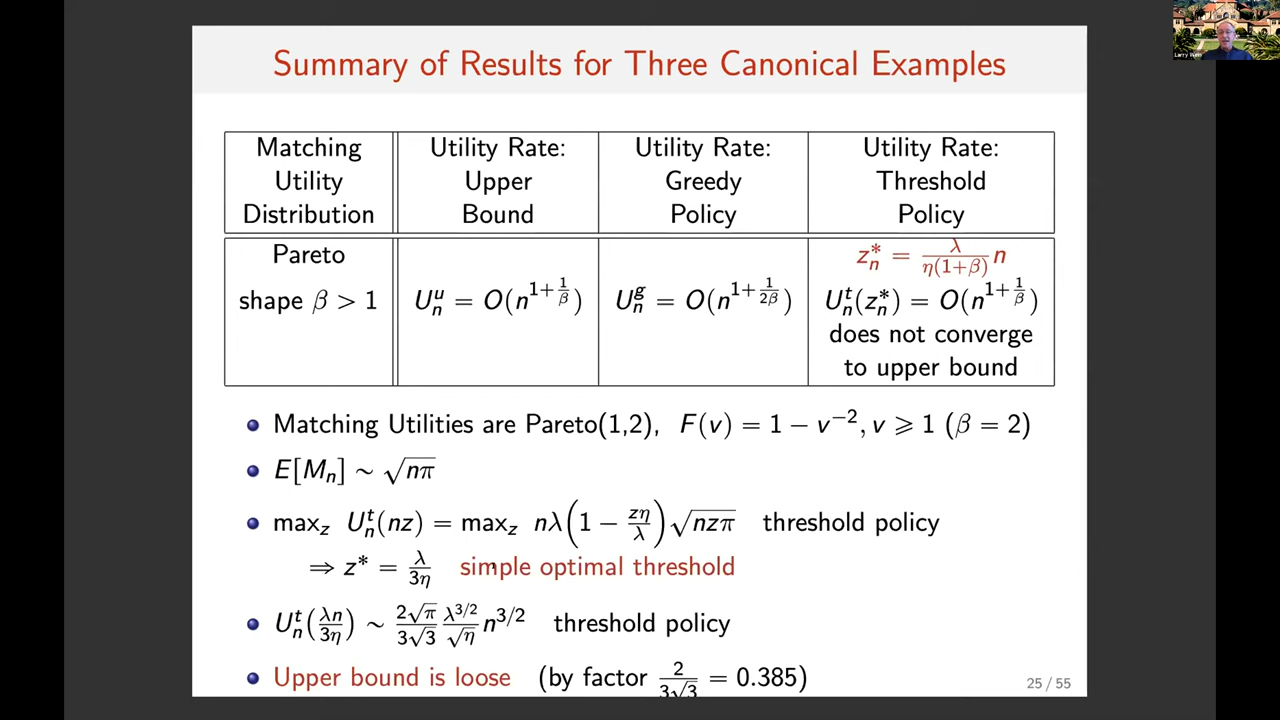 Larry Wein
Summary of Results for Three Canonical Examples
Matching Utility Distribution | Utility Rate: Upper Bound | Utility Rate: Greedy Policy | Utility Rate: Threshold Policy
Pareto shape β > 1 | U_n^u = O(n^{1+1/β}) | U_n^g = O(n^{1+1/(2β)}) | z_n^* = λ/(η(1+β)) n
U_n^t(z_n^*) = O(n^{1+1/β})
does not converge
to upper bound
Matching Utilities are Pareto(1,2), F(v) = 1 − v^{−2}, v ⩾ 1 (β = 2)
E[M_n] ∼ √(nπ)
max_z U_n^t(nz) = max_z nλ(1 − zη/λ)√(nzπ) threshold policy
⇒ z* = λ/(3η) simple optimal threshold
U_n^t(λn/(3η)) ∼ (2√π/(3√3)) (λ^{3/2}/√η) n^{3/2} threshold policy
Upper bound is loose (by factor 2/(3√3) = 0.385)
25 / 55